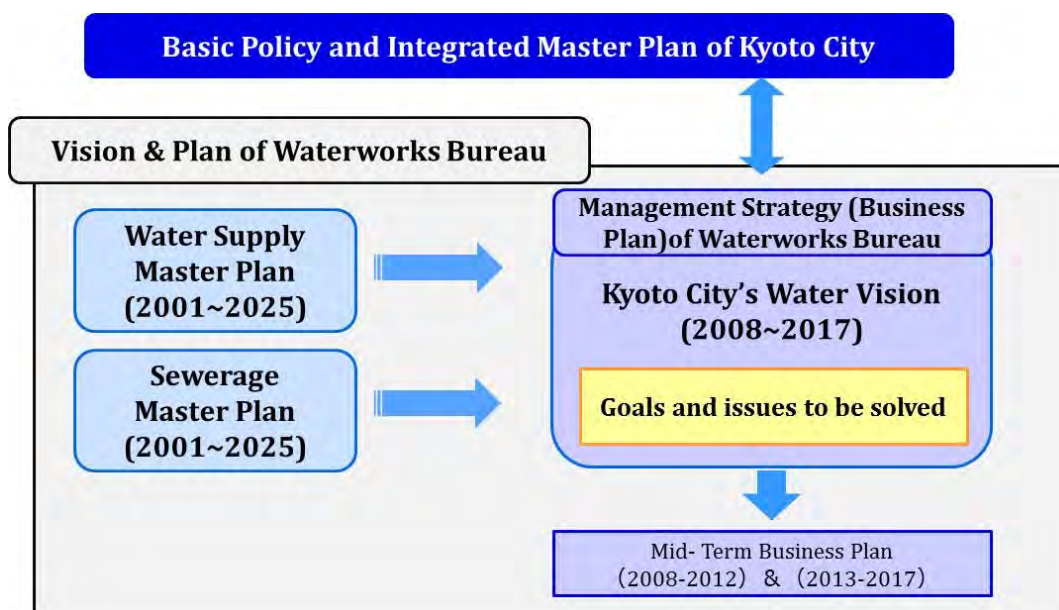 Basic Policy and Integrated Master Plan of Kyoto City
Vision & Plan of Waterworks Bureau
Water Supply
Master Plan
(2001~2025)
Sewerage
Master Plan
(2001~2025)
Management Strategy (Business
Plan)of Waterworks Bureau
Kyoto City’s Water Vision
(2008~2017)
Goals and issues to be solved
Mid- Term Business Plan
（2008-2012）&（2013-2017）